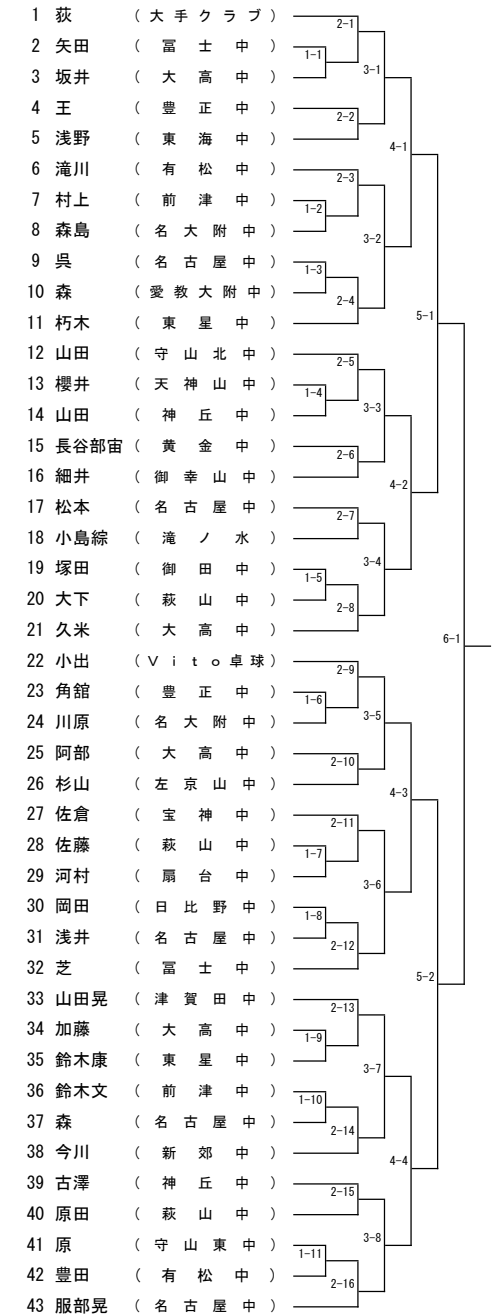 1 荻 (大手クラブ)
2 矢田 (冨士中)
3 坂井 (大高中)
4 王 (豊正中)
5 浅野 (東海中)
6 滝川 (有松中)
7 村上 (前津中)
8 森島 (名大附中)
9 呉 (名古屋中)
10 森 (愛教大附中)
11 朽木 (東星中)
12 山田 (守山北中)
13 櫻井 (天神山中)
14 山田 (神丘中)
15 長谷部宙 (黄金中)
16 細井 (御幸山中)
17 松本 (名古屋中)
18 小島綜 (滝ノ水)
19 塚田 (御田中)
20 大下 (萩山中)
21 久米 (大高中)
22 小出 (Vito卓球)
23 角舘 (豊正中)
24 川原 (名大附中)
25 阿部 (大高中)
26 杉山 (左京山中)
27 佐倉 (宝神中)
28 佐藤 (萩山中)
29 河村 (扇台中)
30 岡田 (日比野中)
31 浅井 (名古屋中)
32 芝 (冨士中)
33 山田晃 (津賀田中)
34 加藤 (大高中)
35 鈴木康 (東星中)
36 鈴木文 (前津中)
37 森 (名古屋中)
38 今川 (新郊中)
39 古澤 (神丘中)
40 原田 (萩山中)
41 原 (守山東中)
42 豊田 (有松中)
43 服部晃 (名古屋中)
1-1
1-2
1-3
1-4
1-5
1-6
1-7
1-8
1-9
1-10
1-11
2-1
2-2
2-3
2-4
2-5
2-6
2-7
2-8
2-9
2-10
2-11
2-12
2-13
2-14
2-15
2-16
3-1
3-2
3-3
3-4
3-5
3-6
3-7
3-8
4-1
4-2
4-3
4-4
5-1
5-2
6-1